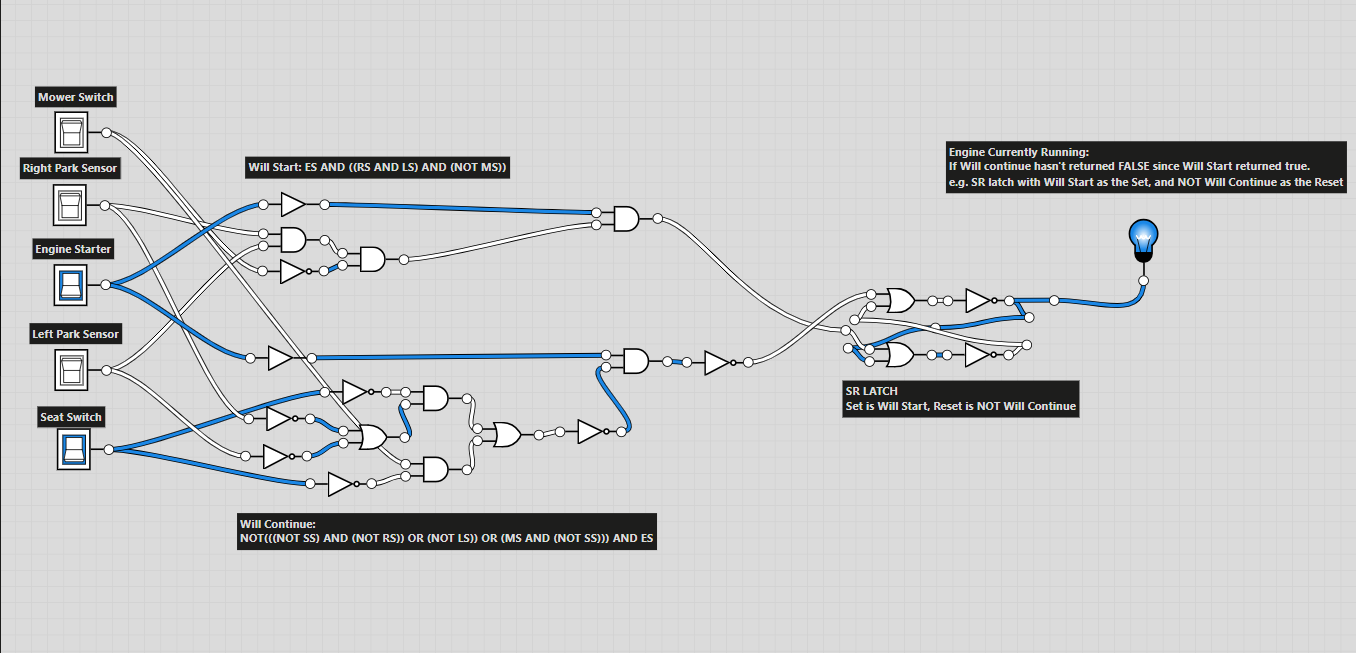 Mower Switch
Right Park Sensor
Engine Starter
Left Park Sensor
Seat Switch
Will Start: ES AND ((RS AND LS) AND (NOT MS))
Will Continue:
NOT(((NOT SS) AND (NOT RS)) OR (NOT LS)) OR (MS AND (NOT SS))) AND ES
Engine Currently Running:
If Will continue hasn't returned FALSE since Will Start returned true.
e.g. SR latch with Will Start as the Set, and NOT Will Continue as the Reset
SR LATCH
Set is Will Start, Reset is NOT Will Continue